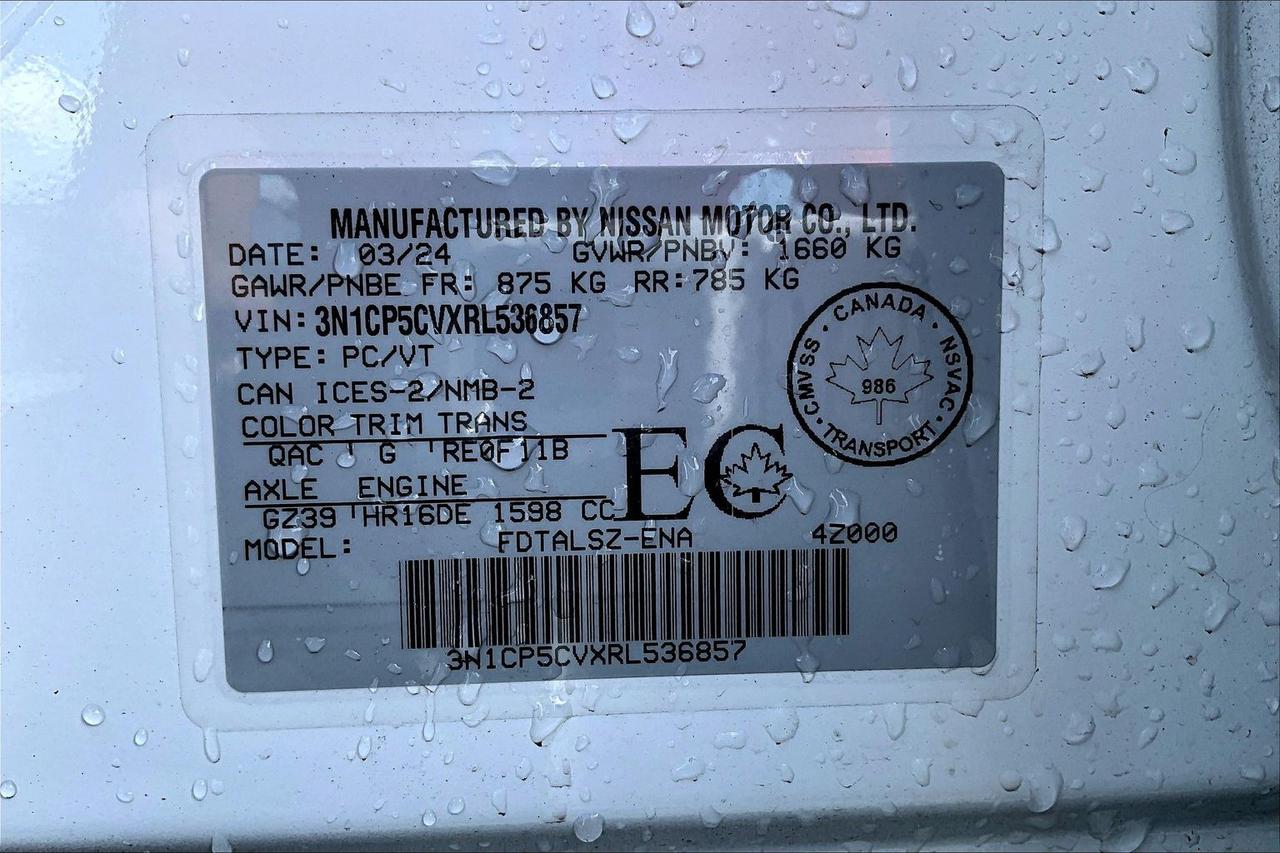 MANUFACTURED BY NISSAN MOTOR CO., LTD.
DATE: 03/24 GVWR/PNBV: 1660 KG
GAWR/PNBE FR: 875 KG RR:785 KG
VIN: 3N1CP5CVXRL536857
TYPE: PC/VT
CAN ICES-2/NMB-2
COLOR TRIM TRANS
QAC G RE0F11B
AXLE ENGINE
GZ39 HR16DE 1598 CC
MODEL: FDTALSZ-ENA 4Z000
3N1CP5CVXRL536857
EC
CANADA · NSVAC · TRANSPORT · CMVSS ·
986